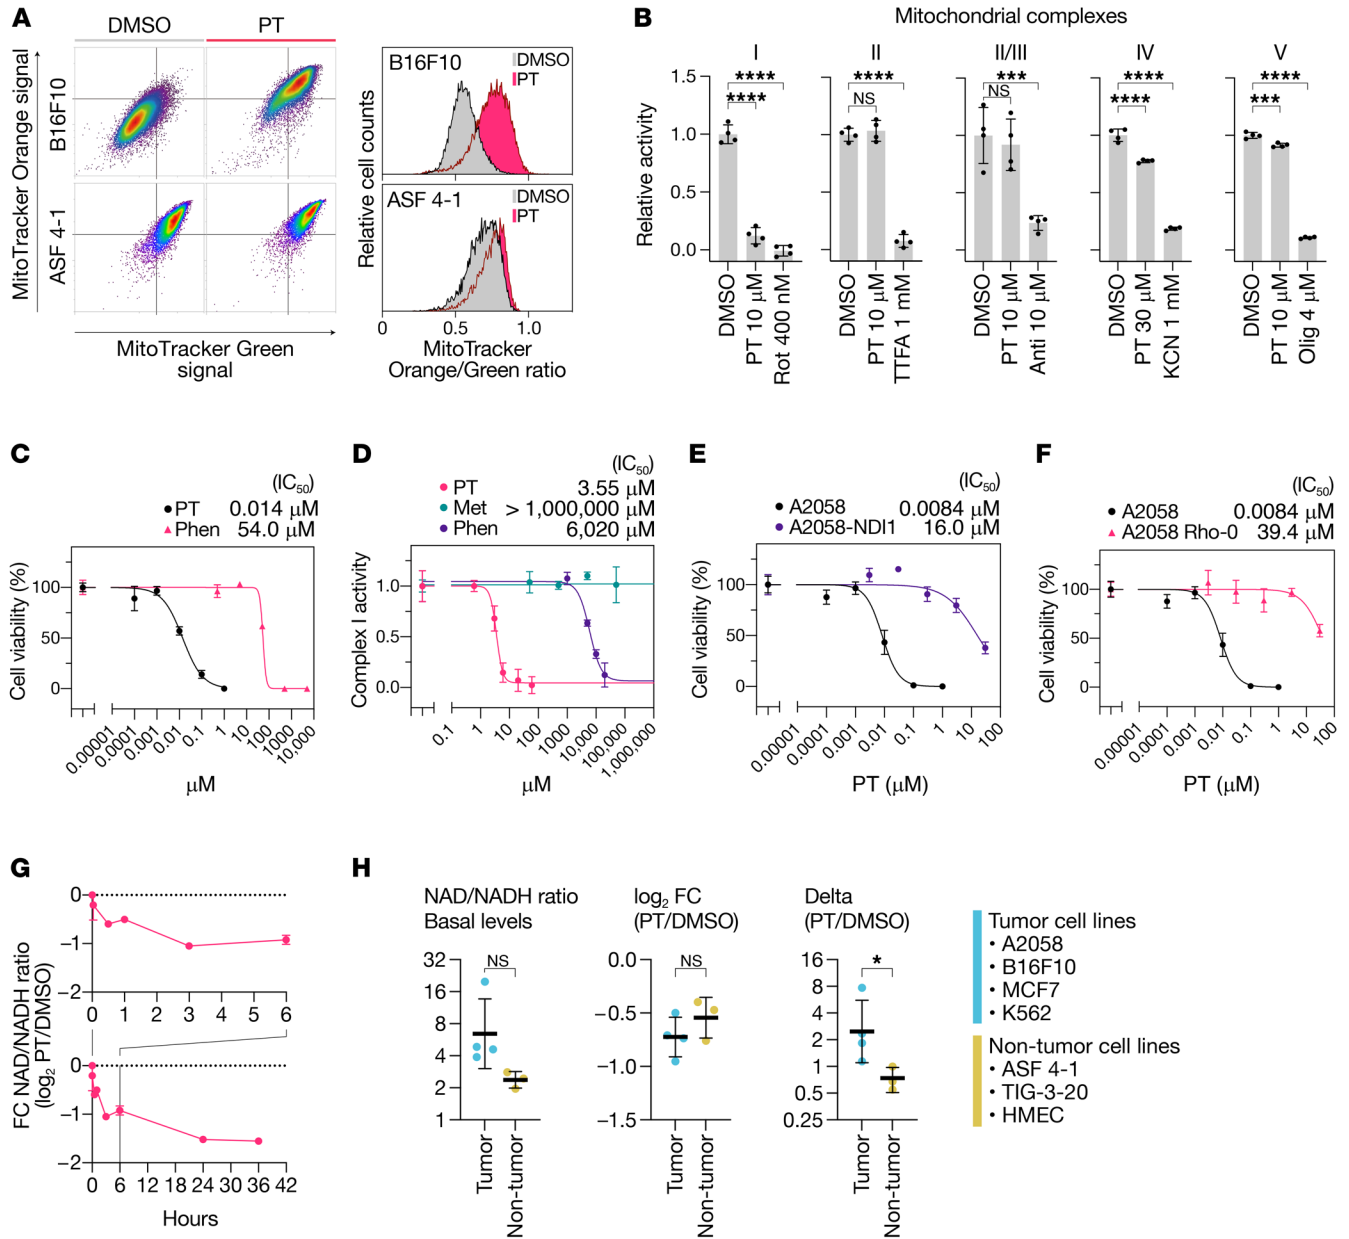 A
DMSO
PT
MitoTracker Orange signal
B16F10
ASF 4-1
MitoTracker Green
signal
Relative cell counts
B16F10
DMSO
PT
ASF 4-1
DMSO
PT
0
0.5
1.0
MitoTracker
Orange/Green ratio
B
Mitochondrial complexes
I
II
II/III
IV
V
Relative activity
1.5
1.0
0.5
0.0
****
****
****
NS
***
NS
****
****
****
***
DMSO
PT 10 μM
Rot 400 nM
DMSO
PT 10 μM
TTFA 1 mM
DMSO
PT 10 μM
Anti 10 μM
DMSO
PT 30 μM
KCN 1 mM
DMSO
PT 10 μM
Olig 4 μM
C
(IC50)
PT 0.014 μM
Phen 54.0 μM
Cell viability (%)
100
50
0
0.00001
0.0001
0.001
0.01
0.1
1
10
100
1000
10,000
μM
D
(IC50)
PT 3.55 μM
Met > 1,000,000 μM
Phen 6,020 μM
Complex I activity
1.0
0.5
0.0
0.1
1
10
100
1000
10,000
100,000
1,000,000
μM
E
(IC50)
A2058 0.0084 μM
A2058-NDI1 16.0 μM
Cell viability (%)
100
50
0
0.00001
0.0001
0.001
0.01
0.1
1
10
100
PT (μM)
F
(IC50)
A2058 0.0084 μM
A2058 Rho-0 39.4 μM
Cell viability (%)
100
50
0
0.00001
0.0001
0.001
0.01
0.1
1
10
100
PT (μM)
G
FC NAD/NADH ratio
(log2 PT/DMSO)
0
−1
−2
0 1 2 3 4 5 6
0
−1
−2
0 6 12 18 24 30 36 42
Hours
H
NAD/NADH ratio
Basal levels
32
16
8
4
2
1
NS
Tumor
Non-tumor
log2 FC
(PT/DMSO)
0.0
−0.5
−1.0
−1.5
NS
Tumor
Non-tumor
Delta
(PT/DMSO)
16
8
4
2
1
0.5
0.25
*
Tumor
Non-tumor
Tumor cell lines
• A2058
• B16F10
• MCF7
• K562
Non-tumor cell lines
• ASF 4-1
• TIG-3-20
• HMEC